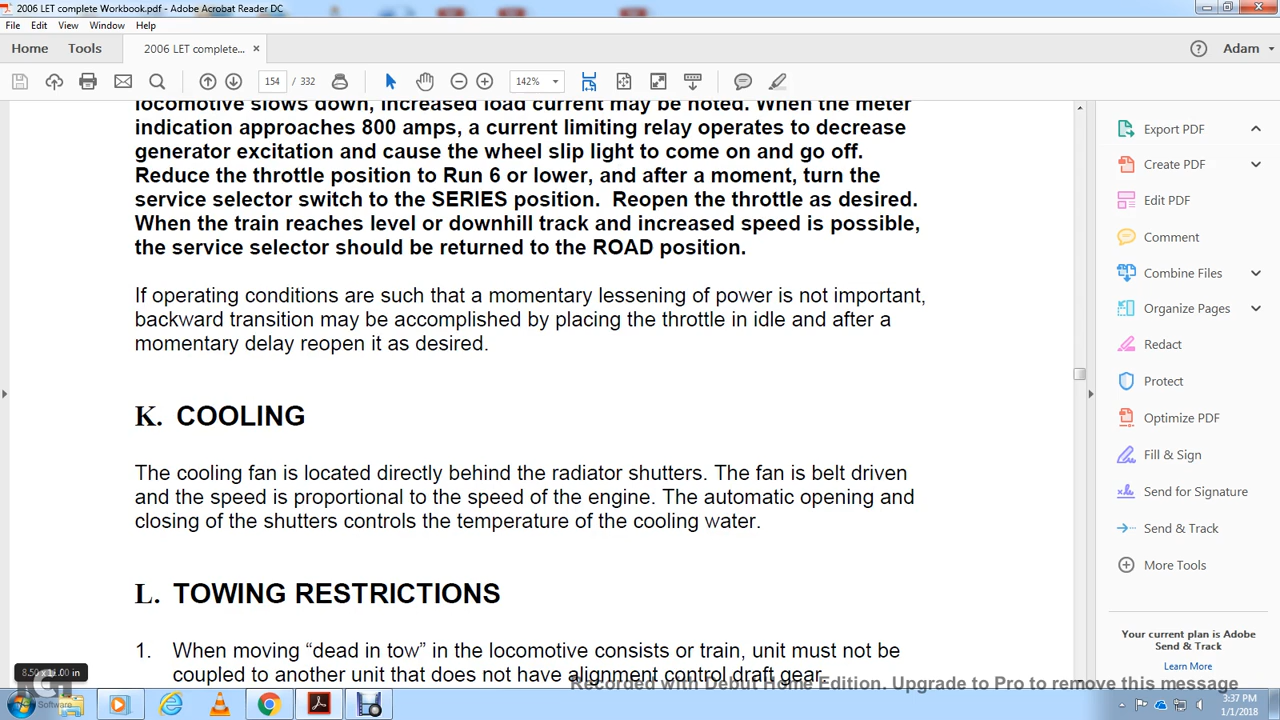 2006 LET complete Workbook.pdf - Adobe Acrobat Reader DC
File Edit View Window Help
Home Tools 2006 LET complete... × Adam
154 / 332 142%
locomotive slows down, increased load current may be noted. When the meter
indication approaches 800 amps, a current limiting relay operates to decrease
generator excitation and cause the wheel slip light to come on and go off.
Reduce the throttle position to Run 6 or lower, and after a moment, turn the
service selector switch to the SERIES position.  Reopen the throttle as desired.
When the train reaches level or downhill track and increased speed is possible,
the service selector should be returned to the ROAD position.
If operating conditions are such that a momentary lessening of power is not important,
backward transition may be accomplished by placing the throttle in idle and after a
momentary delay reopen it as desired.
K. COOLING
The cooling fan is located directly behind the radiator shutters. The fan is belt driven
and the speed is proportional to the speed of the engine. The automatic opening and
closing of the shutters controls the temperature of the cooling water.
L. TOWING RESTRICTIONS
1. When moving “dead in tow” in the locomotive consists or train, unit must not be
coupled to another unit that does not have alignment control draft gear.
Export PDF
Create PDF
Edit PDF
Comment
Combine Files
Organize Pages
Redact
Protect
Optimize PDF
Fill & Sign
Send for Signature
Send & Track
More Tools
Your current plan is Adobe
Send & Track
Learn More
8.50 x 11.00 in
Recorded with Debut Home Edition. Upgrade to Pro to remove this message
Software
3:37 PM
1/1/2018